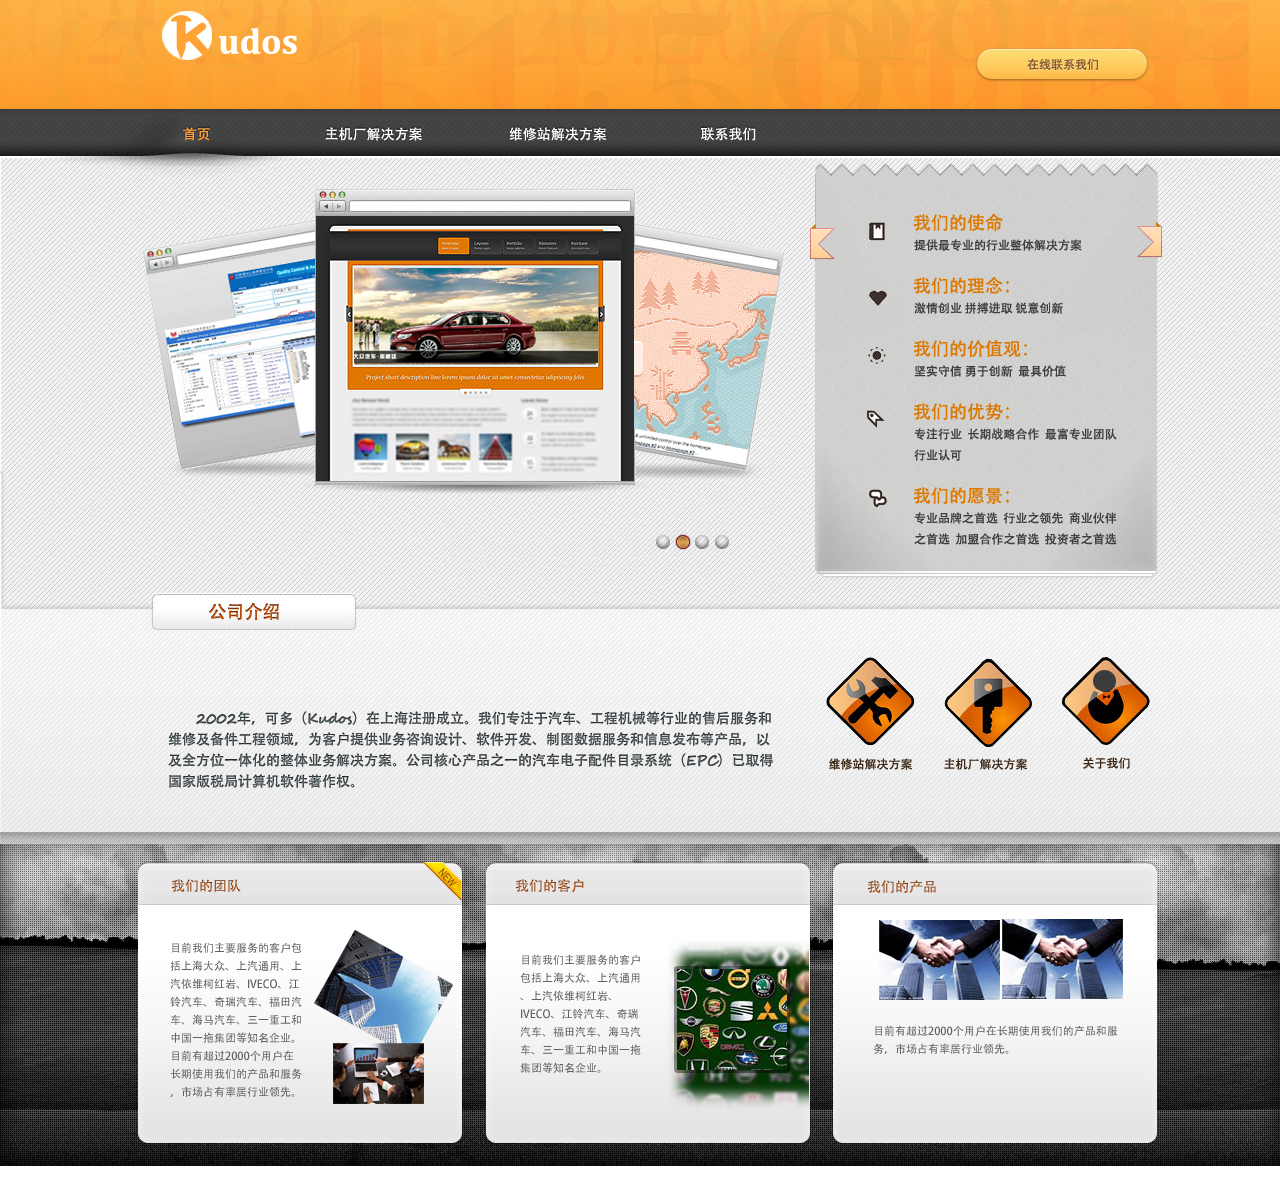 Kudos
在线联系我们
首页
主机厂解决方案
维修站解决方案
联系我们
我们的使命
提供最专业的行业整体解决方案
我们的理念：
激情创业 拼搏进取 锐意创新
我们的价值观：
坚实守信 勇于创新 最具价值
我们的优势：
专注行业 长期战略合作 最富专业团队
行业认可
我们的愿景：
专业品牌之首选 行业之领先 商业伙伴
之首选 加盟合作之首选 投资者之首选
Welcome
Layouts
Portfolio
Elements
Purchase
Project short description line lorem ipsum dolor sit amet consectetur adipiscing felis
公司介绍
2002年，可多（Kudos）在上海注册成立。我们专注于汽车、工程机械等行业的售后服务和
维修及备件工程领域，为客户提供业务咨询设计、软件开发、制图数据服务和信息发布等产品，以
及全方位一体化的整体业务解决方案。公司核心产品之一的汽车电子配件目录系统（EPC）已取得
国家版税局计算机软件著作权。
维修站解决方案
主机厂解决方案
关于我们
我们的团队
NEW
目前我们主要服务的客户包
括上海大众、上汽通用、上
汽依维柯红岩、IVECO、江
铃汽车、奇瑞汽车、福田汽
车、海马汽车、三一重工和
中国一拖集团等知名企业。
目前有超过2000个用户在
长期使用我们的产品和服务
，市场占有率居行业领先。
我们的客户
目前我们主要服务的客户
包括上海大众、上汽通用
、上汽依维柯红岩、
IVECO、江铃汽车、奇瑞
汽车、福田汽车、海马汽
车、三一重工和中国一拖
集团等知名企业。
我们的产品
目前有超过2000个用户在长期使用我们的产品和服
务，市场占有率居行业领先。